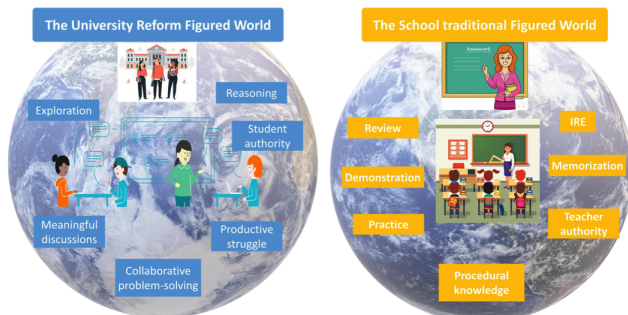 The University Reform Figured World
Exploration
Reasoning
Student
authority
Meaningful
discussions
Productive
struggle
Collaborative
problem-solving
The School traditional Figured World
Homework
Review
IRE
Demonstration
Memorization
Practice
Teacher
authority
Procedural
knowledge